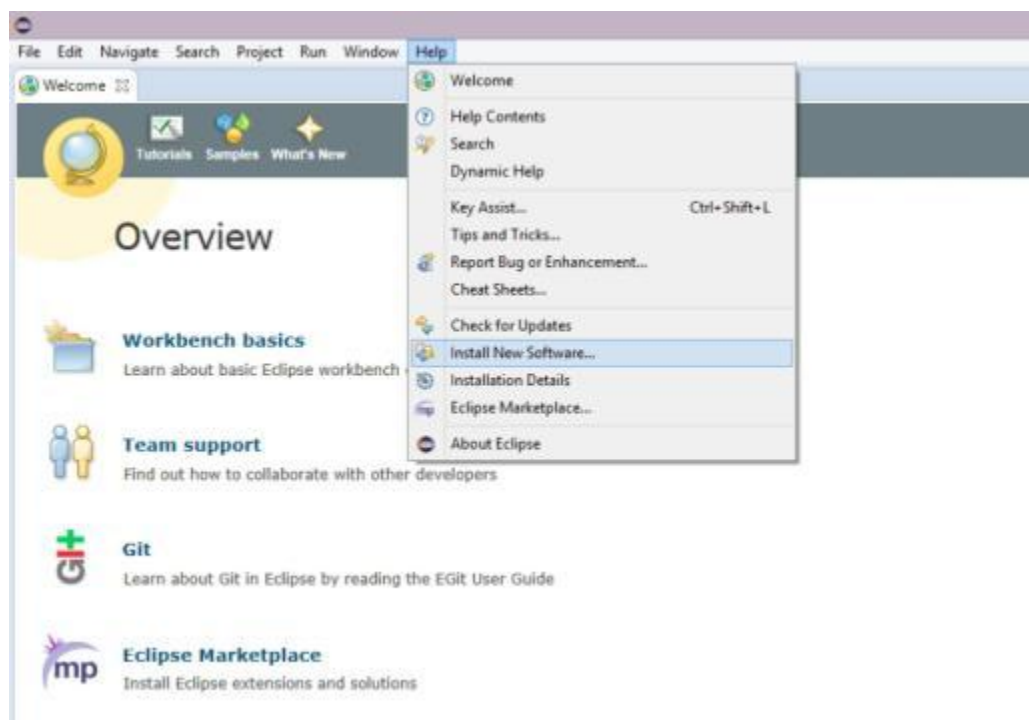 File Edit Navigate Search Project Run Window Help
Welcome
Tutorials Samples What's New
Overview
Workbench basics
Learn about basic Eclipse workbench
Team support
Find out how to collaborate with other developers
Git
Git
Learn about Git in Eclipse by reading the EGit User Guide
mp
Eclipse Marketplace
Install Eclipse extensions and solutions
Welcome
Help Contents
Search
Dynamic Help
Key Assist... Ctrl+Shift+L
Tips and Tricks...
Report Bug or Enhancement...
Cheat Sheets...
Check for Updates
Install New Software...
Installation Details
Eclipse Marketplace...
About Eclipse